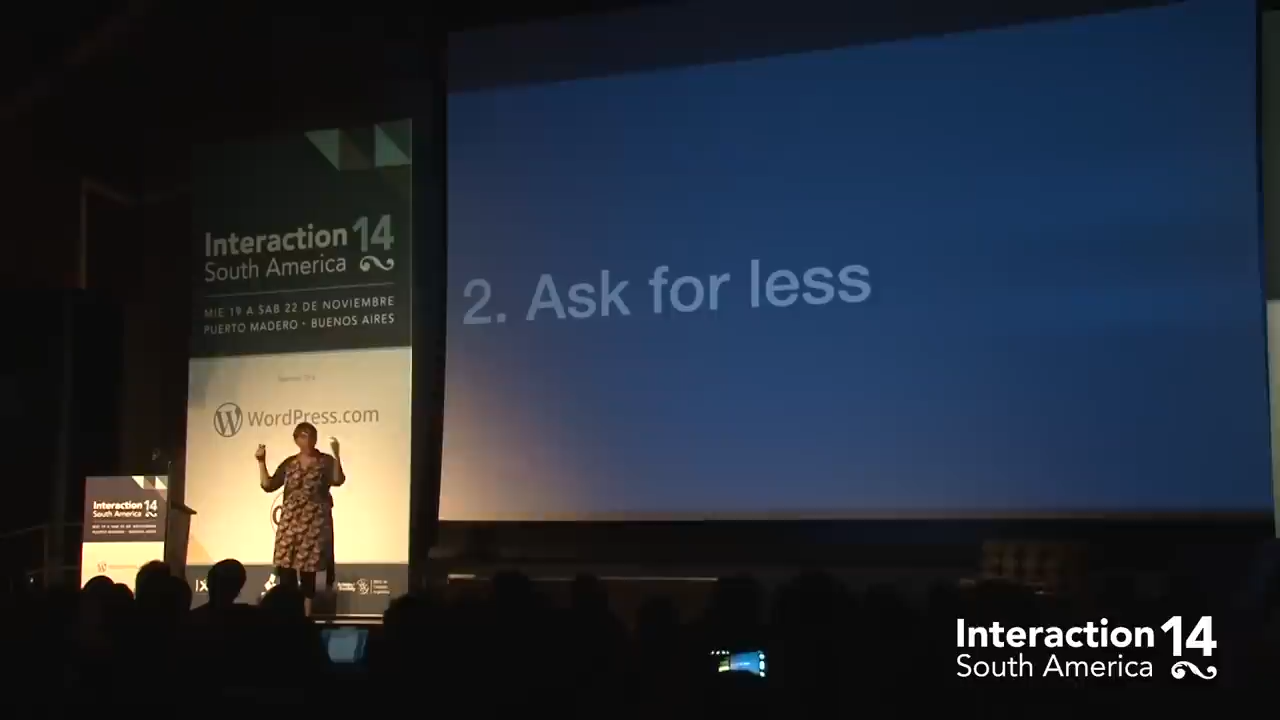 Interaction 14
South America
MIE 19 A SAB 22 DE NOVIEMBRE
PUERTO MADERO · BUENOS AIRES
WordPress.com
2. Ask for less
Interaction 14
South America
Interaction 14
South America